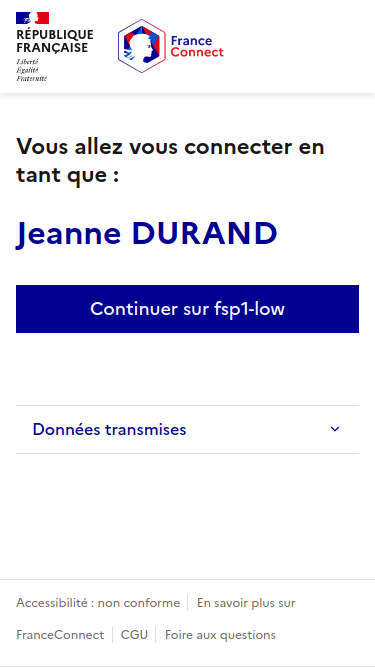 RÉPUBLIQUE
FRANÇAISE
Liberté
Égalité
Fraternité
France
Connect
Vous allez vous connecter en
tant que :
Jeanne DURAND
Continuer sur fsp1-low
Données transmises
Accessibilité : non conforme
En savoir plus sur
FranceConnect
CGU
Foire aux questions